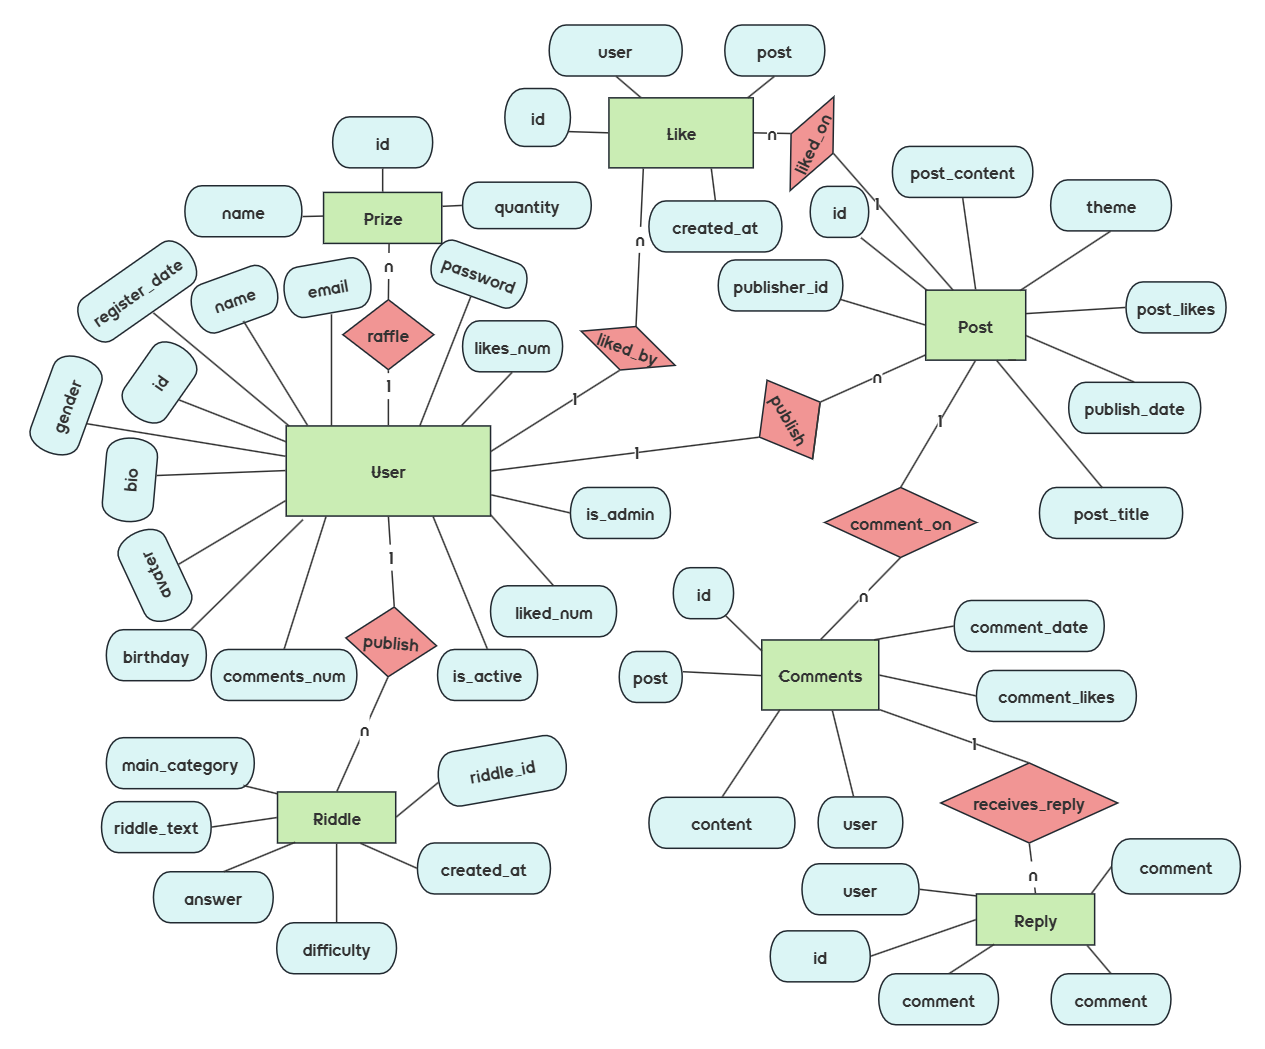 user
post
id
Like
n
liked_on
created_at
n
id
Prize
name
quantity
n
raffle
1
register_date
name
email
password
likes_num
id
gender
bio
avater
birthday
comments_num
is_active
liked_num
is_admin
User
liked_by
1
1
publish
n
1
post_content
id
theme
publisher_id
Post
post_likes
publish_date
post_title
1
comment_on
n
1
publish
n
main_category
riddle_id
riddle_text
Riddle
created_at
answer
difficulty
id
comment_date
post
Comments
comment_likes
content
user
1
receives_reply
n
user
comment
Reply
id
comment
comment